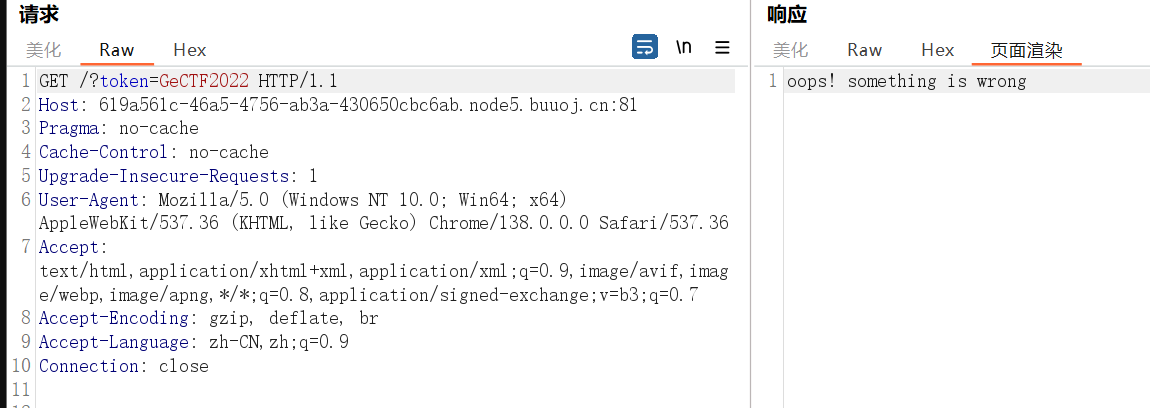 请求
美化 Raw Hex \n
1 GET /?token=GeCTF2022 HTTP/1.1
2 Host: 619a561c-46a5-4756-ab3a-430650cbc6ab.node5.buuoj.cn:81
3 Pragma: no-cache
4 Cache-Control: no-cache
5 Upgrade-Insecure-Requests: 1
6 User-Agent: Mozilla/5.0 (Windows NT 10.0; Win64; x64)
AppleWebKit/537.36 (KHTML, like Gecko) Chrome/138.0.0.0 Safari/537.36
7 Accept:
text/html,application/xhtml+xml,application/xml;q=0.9,image/avif,imag
e/webp,image/apng,*/*;q=0.8,application/signed-exchange;v=b3;q=0.7
8 Accept-Encoding: gzip, deflate, br
9 Accept-Language: zh-CN,zh;q=0.9
10 Connection: close
11
响应
美化 Raw Hex 页面渲染
1 oops! something is wrong